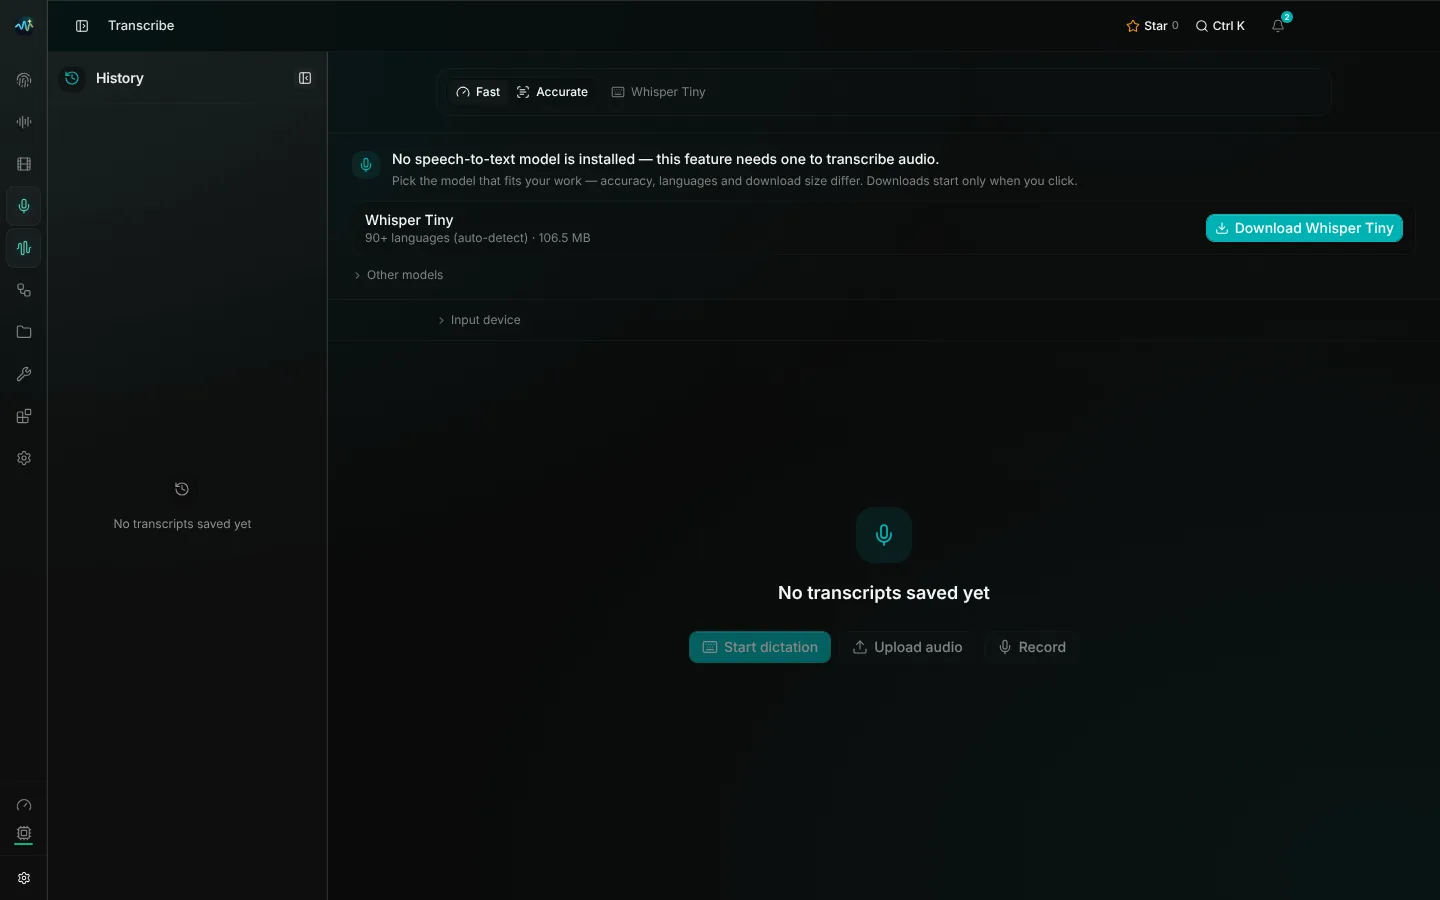 Transcribe
Star 0
Ctrl K
2
History
Fast
Accurate
Whisper Tiny
No speech-to-text model is installed — this feature needs one to transcribe audio.
Pick the model that fits your work — accuracy, languages and download size differ. Downloads start only when you click.
Whisper Tiny
90+ languages (auto-detect) · 106.5 MB
Download Whisper Tiny
Other models
Input device
No transcripts saved yet
No transcripts saved yet
Start dictation
Upload audio
Record